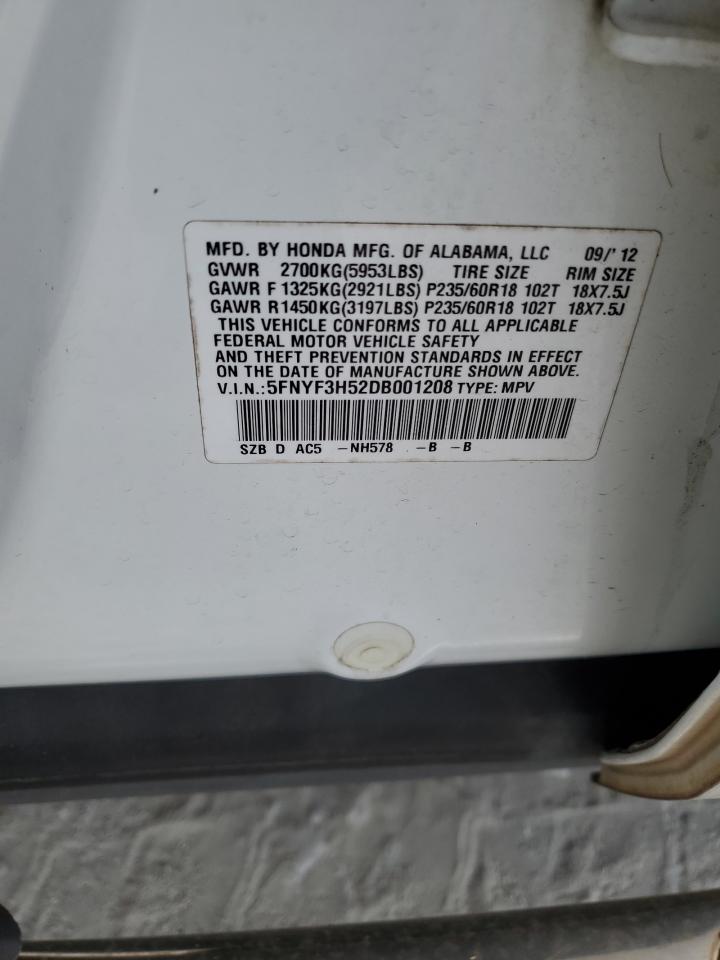 MFD. BY HONDA MFG. OF ALABAMA, LLC 09/' 12
GVWR 2700KG(5953LBS) TIRE SIZE RIM SIZE
GAWR F 1325KG(2921LBS) P235/60R18 102T 18X7.5J
GAWR R1450KG(3197LBS) P235/60R18 102T 18X7.5J
THIS VEHICLE CONFORMS TO ALL APPLICABLE
FEDERAL MOTOR VEHICLE SAFETY
AND THEFT PREVENTION STANDARDS IN EFFECT
ON THE DATE OF MANUFACTURE SHOWN ABOVE.
V.I.N.:5FNYF3H52DB001208 TYPE: MPV
SZB D AC5 -NH578 -B -B